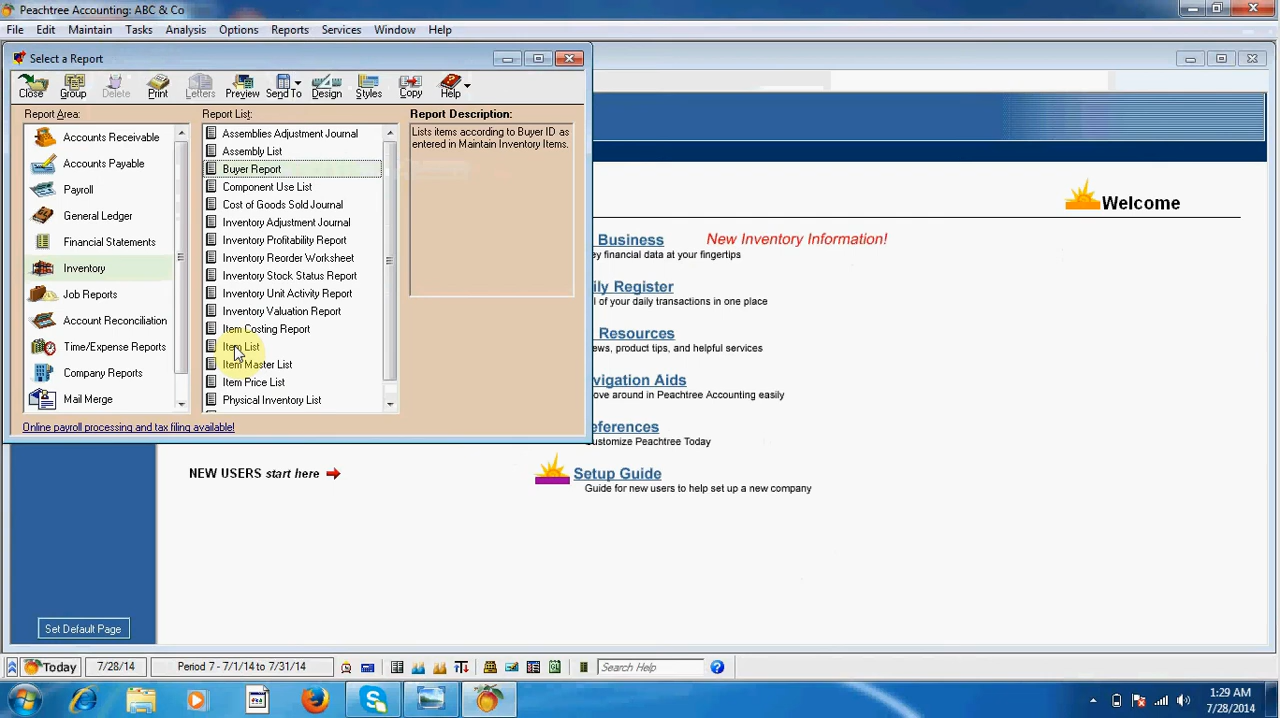 Peachtree Accounting: ABC & Co
File Edit Maintain Tasks Analysis Options Reports Services Window Help
Select a Report
Close Group Delete Print Letters Preview Send To Design Styles Copy Help
Report Area:
Accounts Receivable
Accounts Payable
Payroll
General Ledger
Financial Statements
Inventory
Job Reports
Account Reconciliation
Time/Expense Reports
Company Reports
Mail Merge
Report List:
Assemblies Adjustment Journal
Assembly List
Buyer Report
Component Use List
Cost of Goods Sold Journal
Inventory Adjustment Journal
Inventory Profitability Report
Inventory Reorder Worksheet
Inventory Stock Status Report
Inventory Unit Activity Report
Inventory Valuation Report
Item Costing Report
Item List
Item Master List
Item Price List
Physical Inventory List
Report Description:
Lists items according to Buyer ID as
entered in Maintain Inventory Items.
Online payroll processing and tax filing available!
Welcome
Business
New Inventory Information!
ey financial data at your fingertips
ily Register
l of your daily transactions in one place
Resources
ews, product tips, and helpful services
vigation Aids
ove around in Peachtree Accounting easily
eferences
ustomize Peachtree Today
NEW USERS start here
Setup Guide
Guide for new users to help set up a new company
Set Default Page
Today 7/28/14 Period 7 - 7/1/14 to 7/31/14 Search Help
1:29 AM
7/28/2014